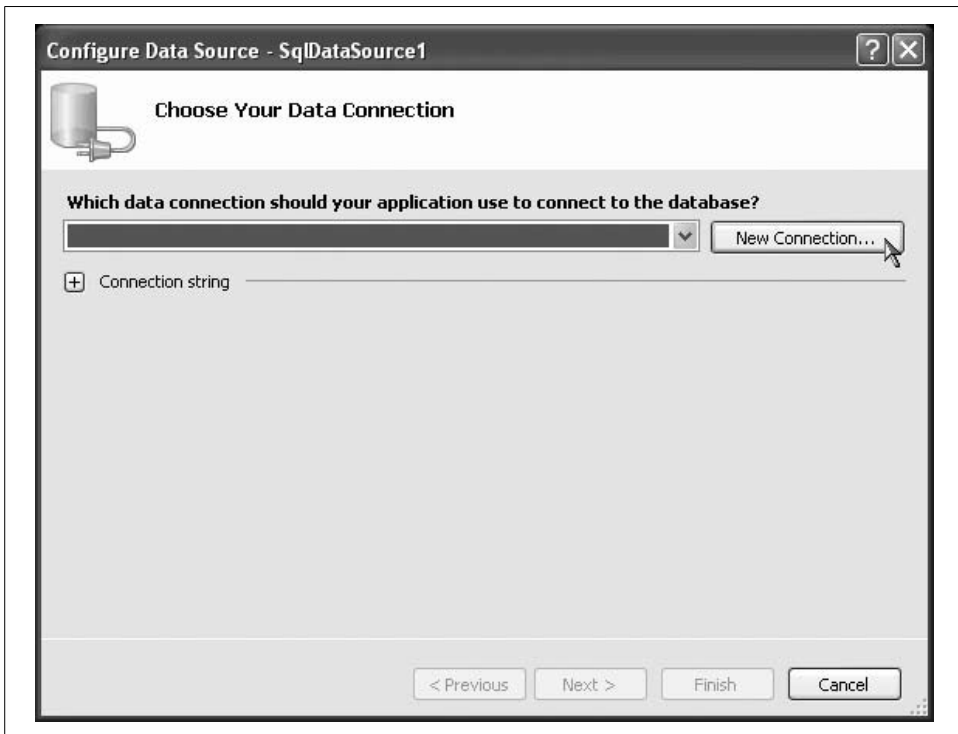 Configure Data Source - SqlDataSource1
Choose Your Data Connection
Which data connection should your application use to connect to the database?
New Connection...
Connection string
< Previous Next > Finish Cancel